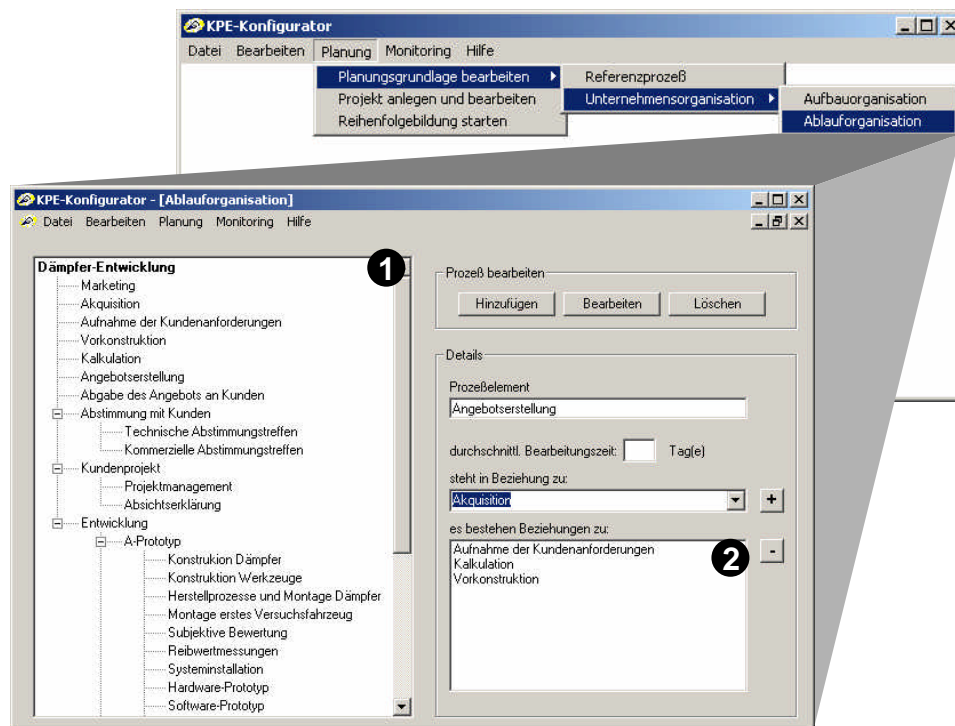 KPE-Konfigurator
Datei Bearbeiten Planung Monitoring Hilfe
Planungsgrundlage bearbeiten
Projekt anlegen und bearbeiten
Reihenfolgebildung starten
Referenzprozeß
Unternehmensorganisation
Aufbauorganisation
Ablauforganisation
KPE-Konfigurator - [Ablauforganisation]
Datei Bearbeiten Planung Monitoring Hilfe
1
Dämpfer-Entwicklung
Marketing
Akquisition
Aufnahme der Kundenanforderungen
Vorkonstruktion
Kalkulation
Angebotserstellung
Abgabe des Angebots an Kunden
Abstimmung mit Kunden
Technische Abstimmungstreffen
Kommerzielle Abstimmungstreffen
Kundenprojekt
Projektmanagement
Absichtserklärung
Entwicklung
A-Prototyp
Konstrukion Dämpfer
Konstruktion Werkzeuge
Herstellprozesse und Montage Dämpfer
Montage erstes Versuchsfahrzeug
Subjektive Bewertung
Reibwertmessungen
Systeminstallation
Hardware-Prototyp
Software-Prototyp
Prozeß bearbeiten
Hinzufügen Bearbeiten Löschen
Details
Prozeßelement
Angebotserstellung
durchschnittl. Bearbeitungszeit: Tag(e)
steht in Beziehung zu:
Akquisition +
es bestehen Beziehungen zu:
Aufnahme der Kundenanforderungen
Kalkulation
Vorkonstruktion
2 -